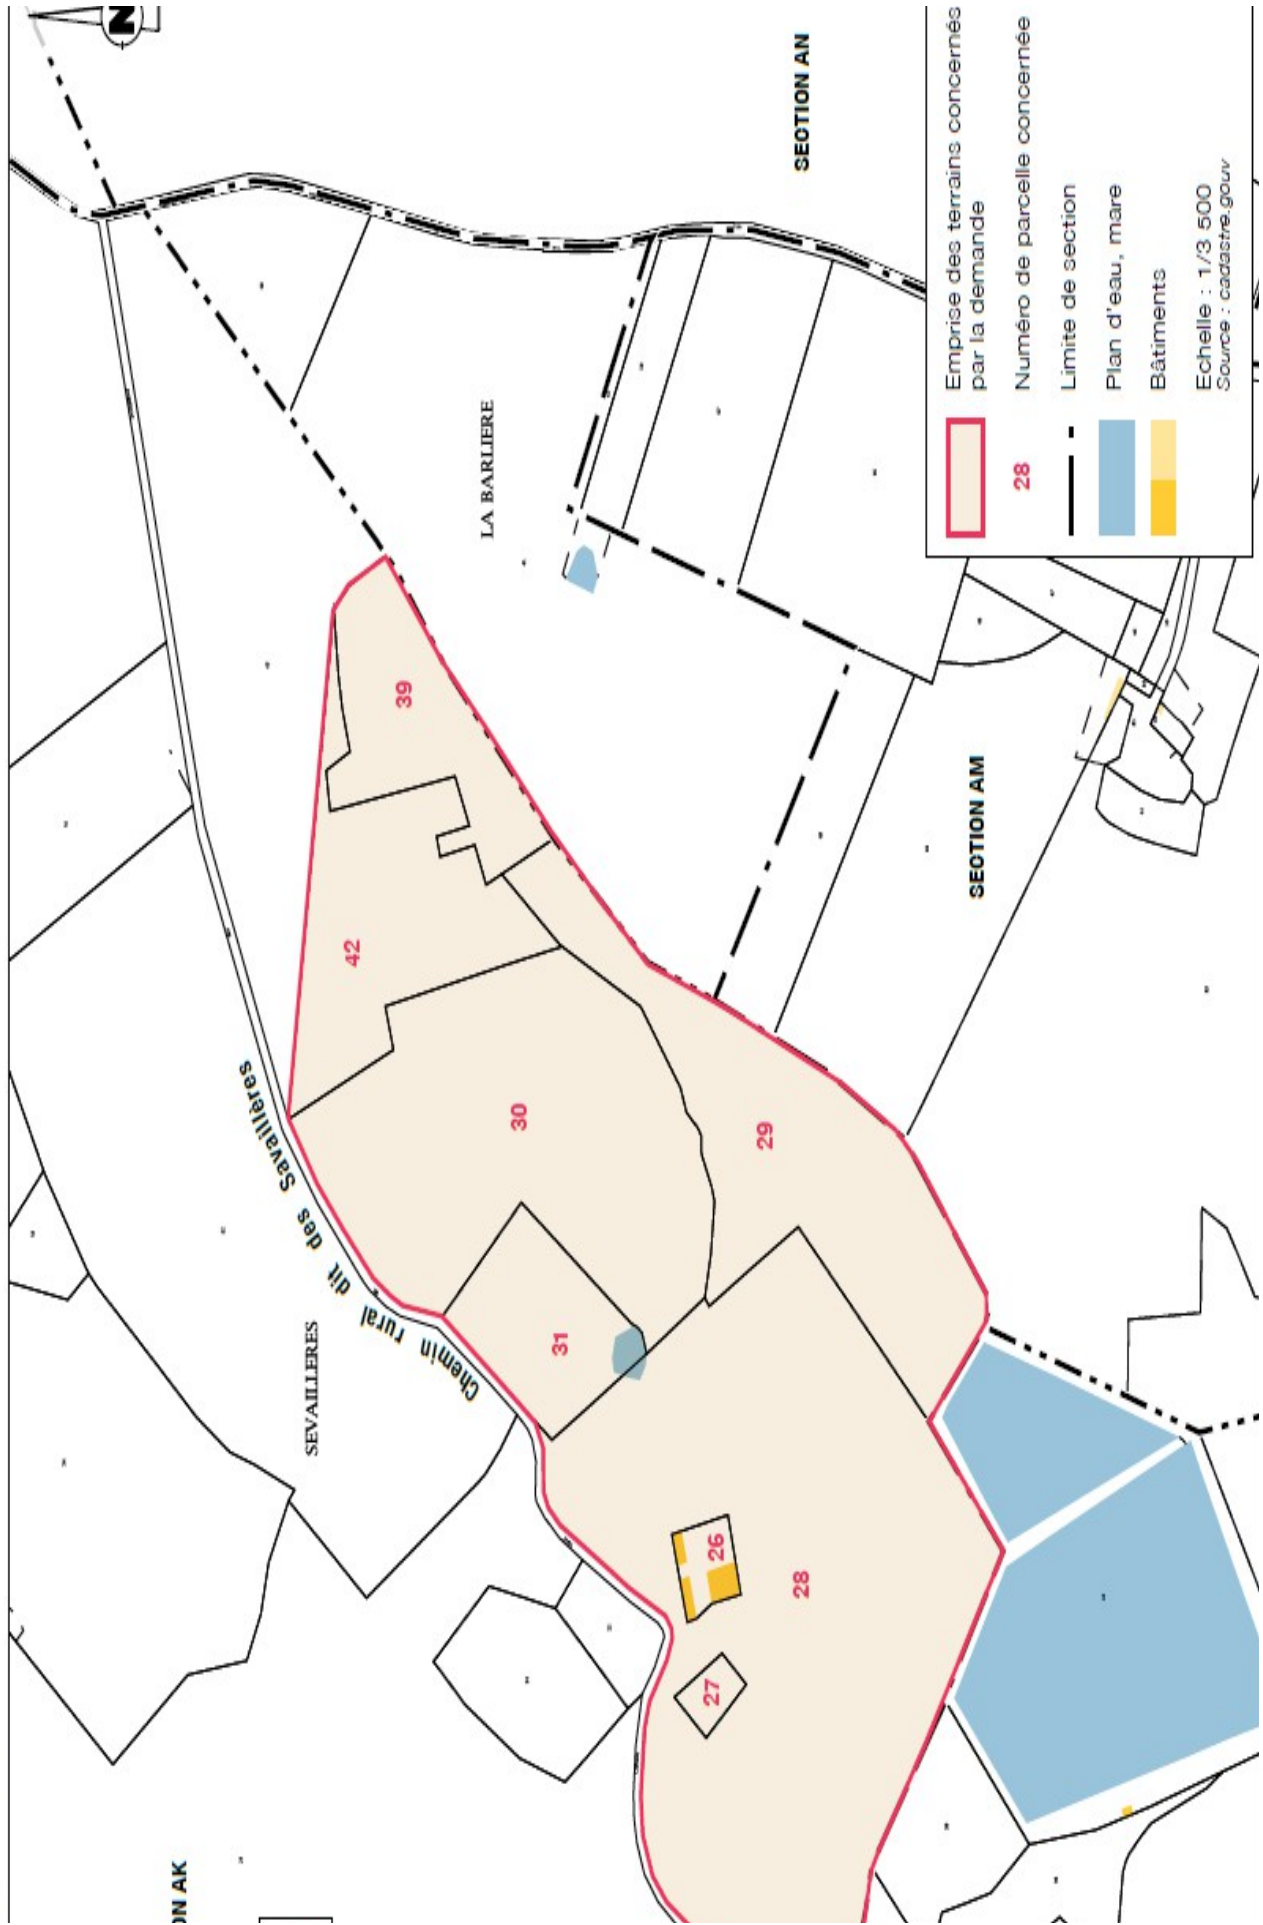 N
SECTION AN
Emprise des terrains concernés
par la demande
28
Numéro de parcelle concernée
Limite de section
Plan d'eau, mare
Bâtiments
Echelle : 1/3 500
Source : cadastre.gouv
LA BARLIERE
39
42
SECTION AM
Chemin rural dit des Savaillères
30
29
31
SEVAILLERES
26
28
27
ON AK